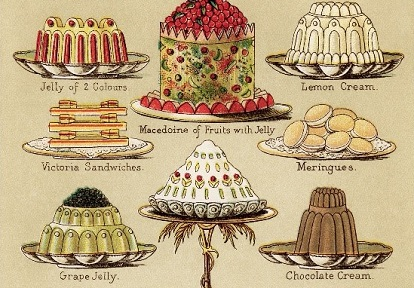 Jelly of 2 Colours.
Lemon Cream.
Macedoine of Fruits with Jelly
Victoria Sandwiches.
Meringues.
Grape Jelly.
Chocolate Cream.